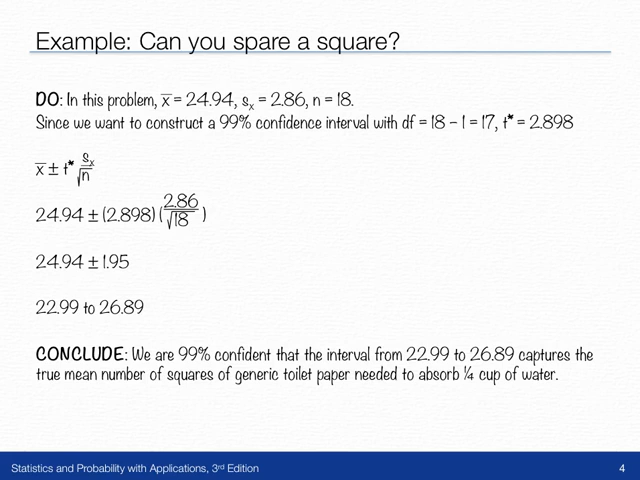 Example: Can you spare a square?
DO: In this problem, x̅ = 24.94, sₓ = 2.86, n = 18.
Since we want to construct a 99% confidence interval with df = 18 – 1 = 17, t* = 2.898
x̅ ± t* sₓ/√n
24.94 ± (2.898) (2.86/√18)
24.94 ± 1.95
22.99 to 26.89
CONCLUDE: We are 99% confident that the interval from 22.99 to 26.89 captures the
true mean number of squares of generic toilet paper needed to absorb ¼ cup of water.
Statistics and Probability with Applications, 3rd Edition 4